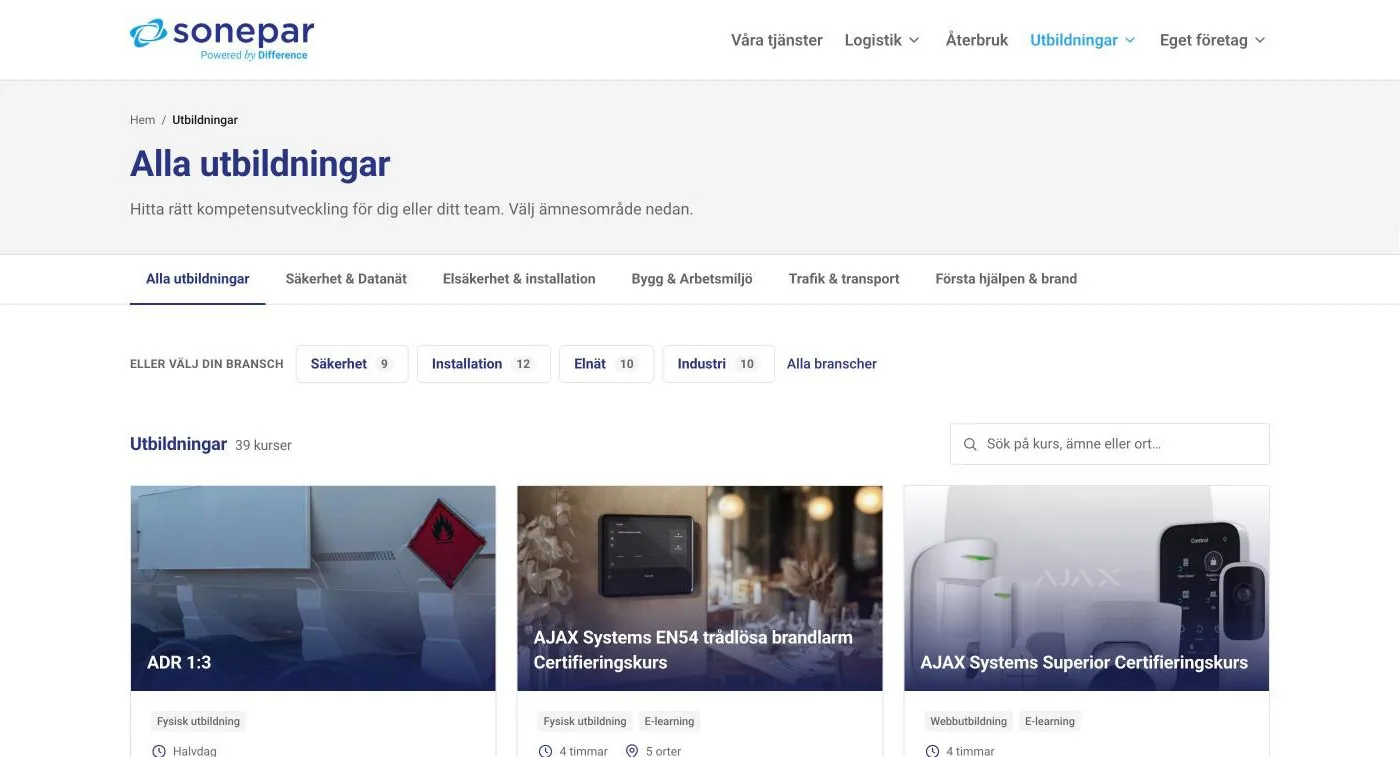 sonepar
Powered by Difference
Våra tjänster
Logistik
Återbruk
Utbildningar
Eget företag
Hem / Utbildningar
Alla utbildningar
Hitta rätt kompetensutveckling för dig eller ditt team. Välj ämnesområde nedan.
Alla utbildningar
Säkerhet & Datanät
Elsäkerhet & installation
Bygg & Arbetsmiljö
Trafik & transport
Första hjälpen & brand
ELLER VÄLJ DIN BRANSCH
Säkerhet 9
Installation 12
Elnät 10
Industri 10
Alla branscher
Utbildningar 39 kurser
Sök på kurs, ämne eller ort...
ADR 1:3
Fysisk utbildning
Halvdag
AJAX Systems EN54 trådlösa brandlarm
Certifieringskurs
Fysisk utbildning
E-learning
4 timmar
5 orter
AJAX
Control
AJAX Systems Superior Certifieringskurs
Webbutbildning
E-learning
4 timmar